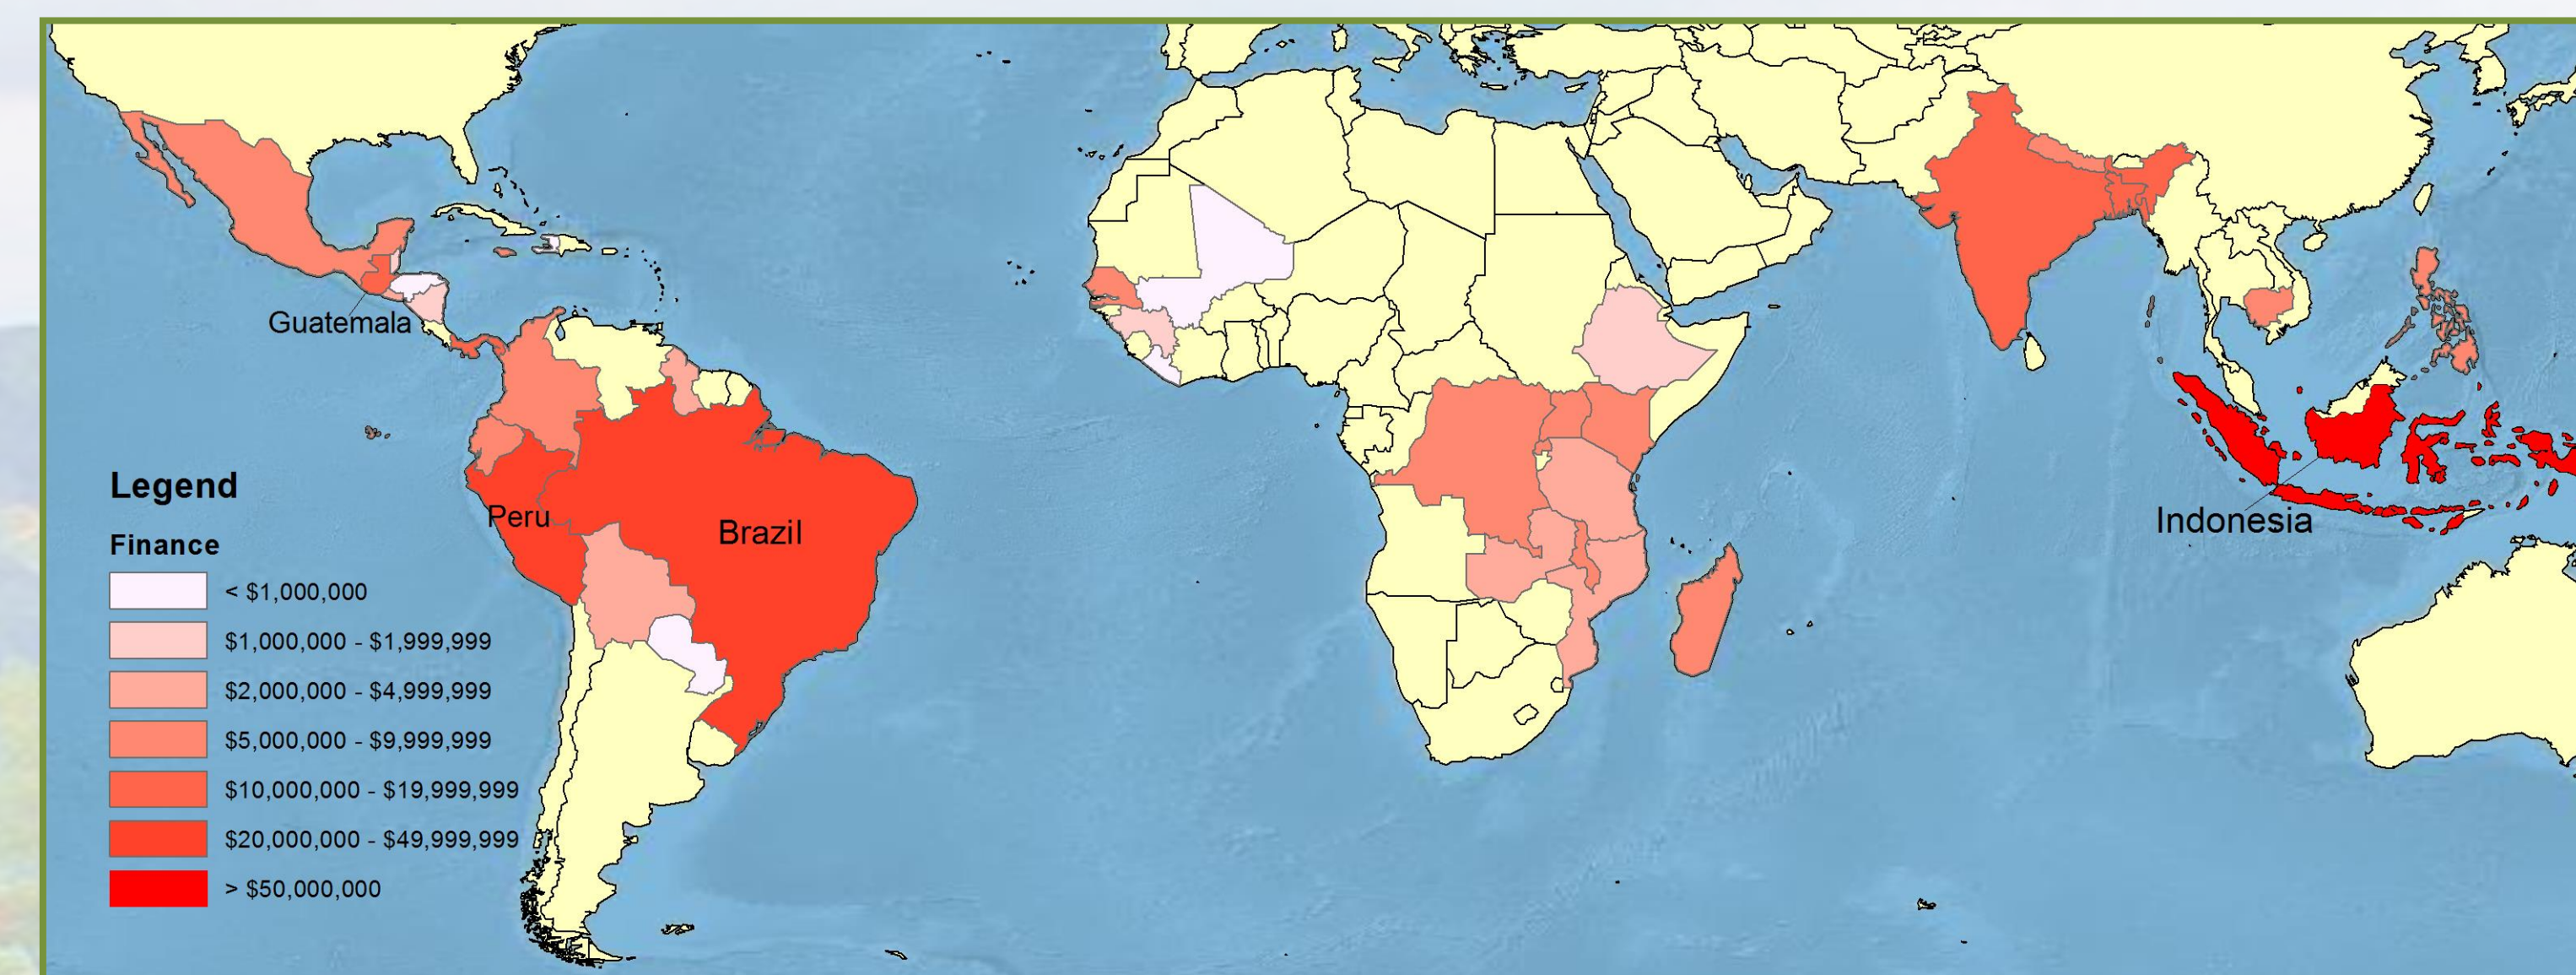 Guatemala
Legend
Peru
Brazil
Indonesia
Finance
< $1,000,000
$1,000,000 - $1,999,999
$2,000,000 - $4,999,999
$5,000,000 - $9,999,999
$10,000,000 - $19,999,999
$20,000,000 - $49,999,999
> $50,000,000